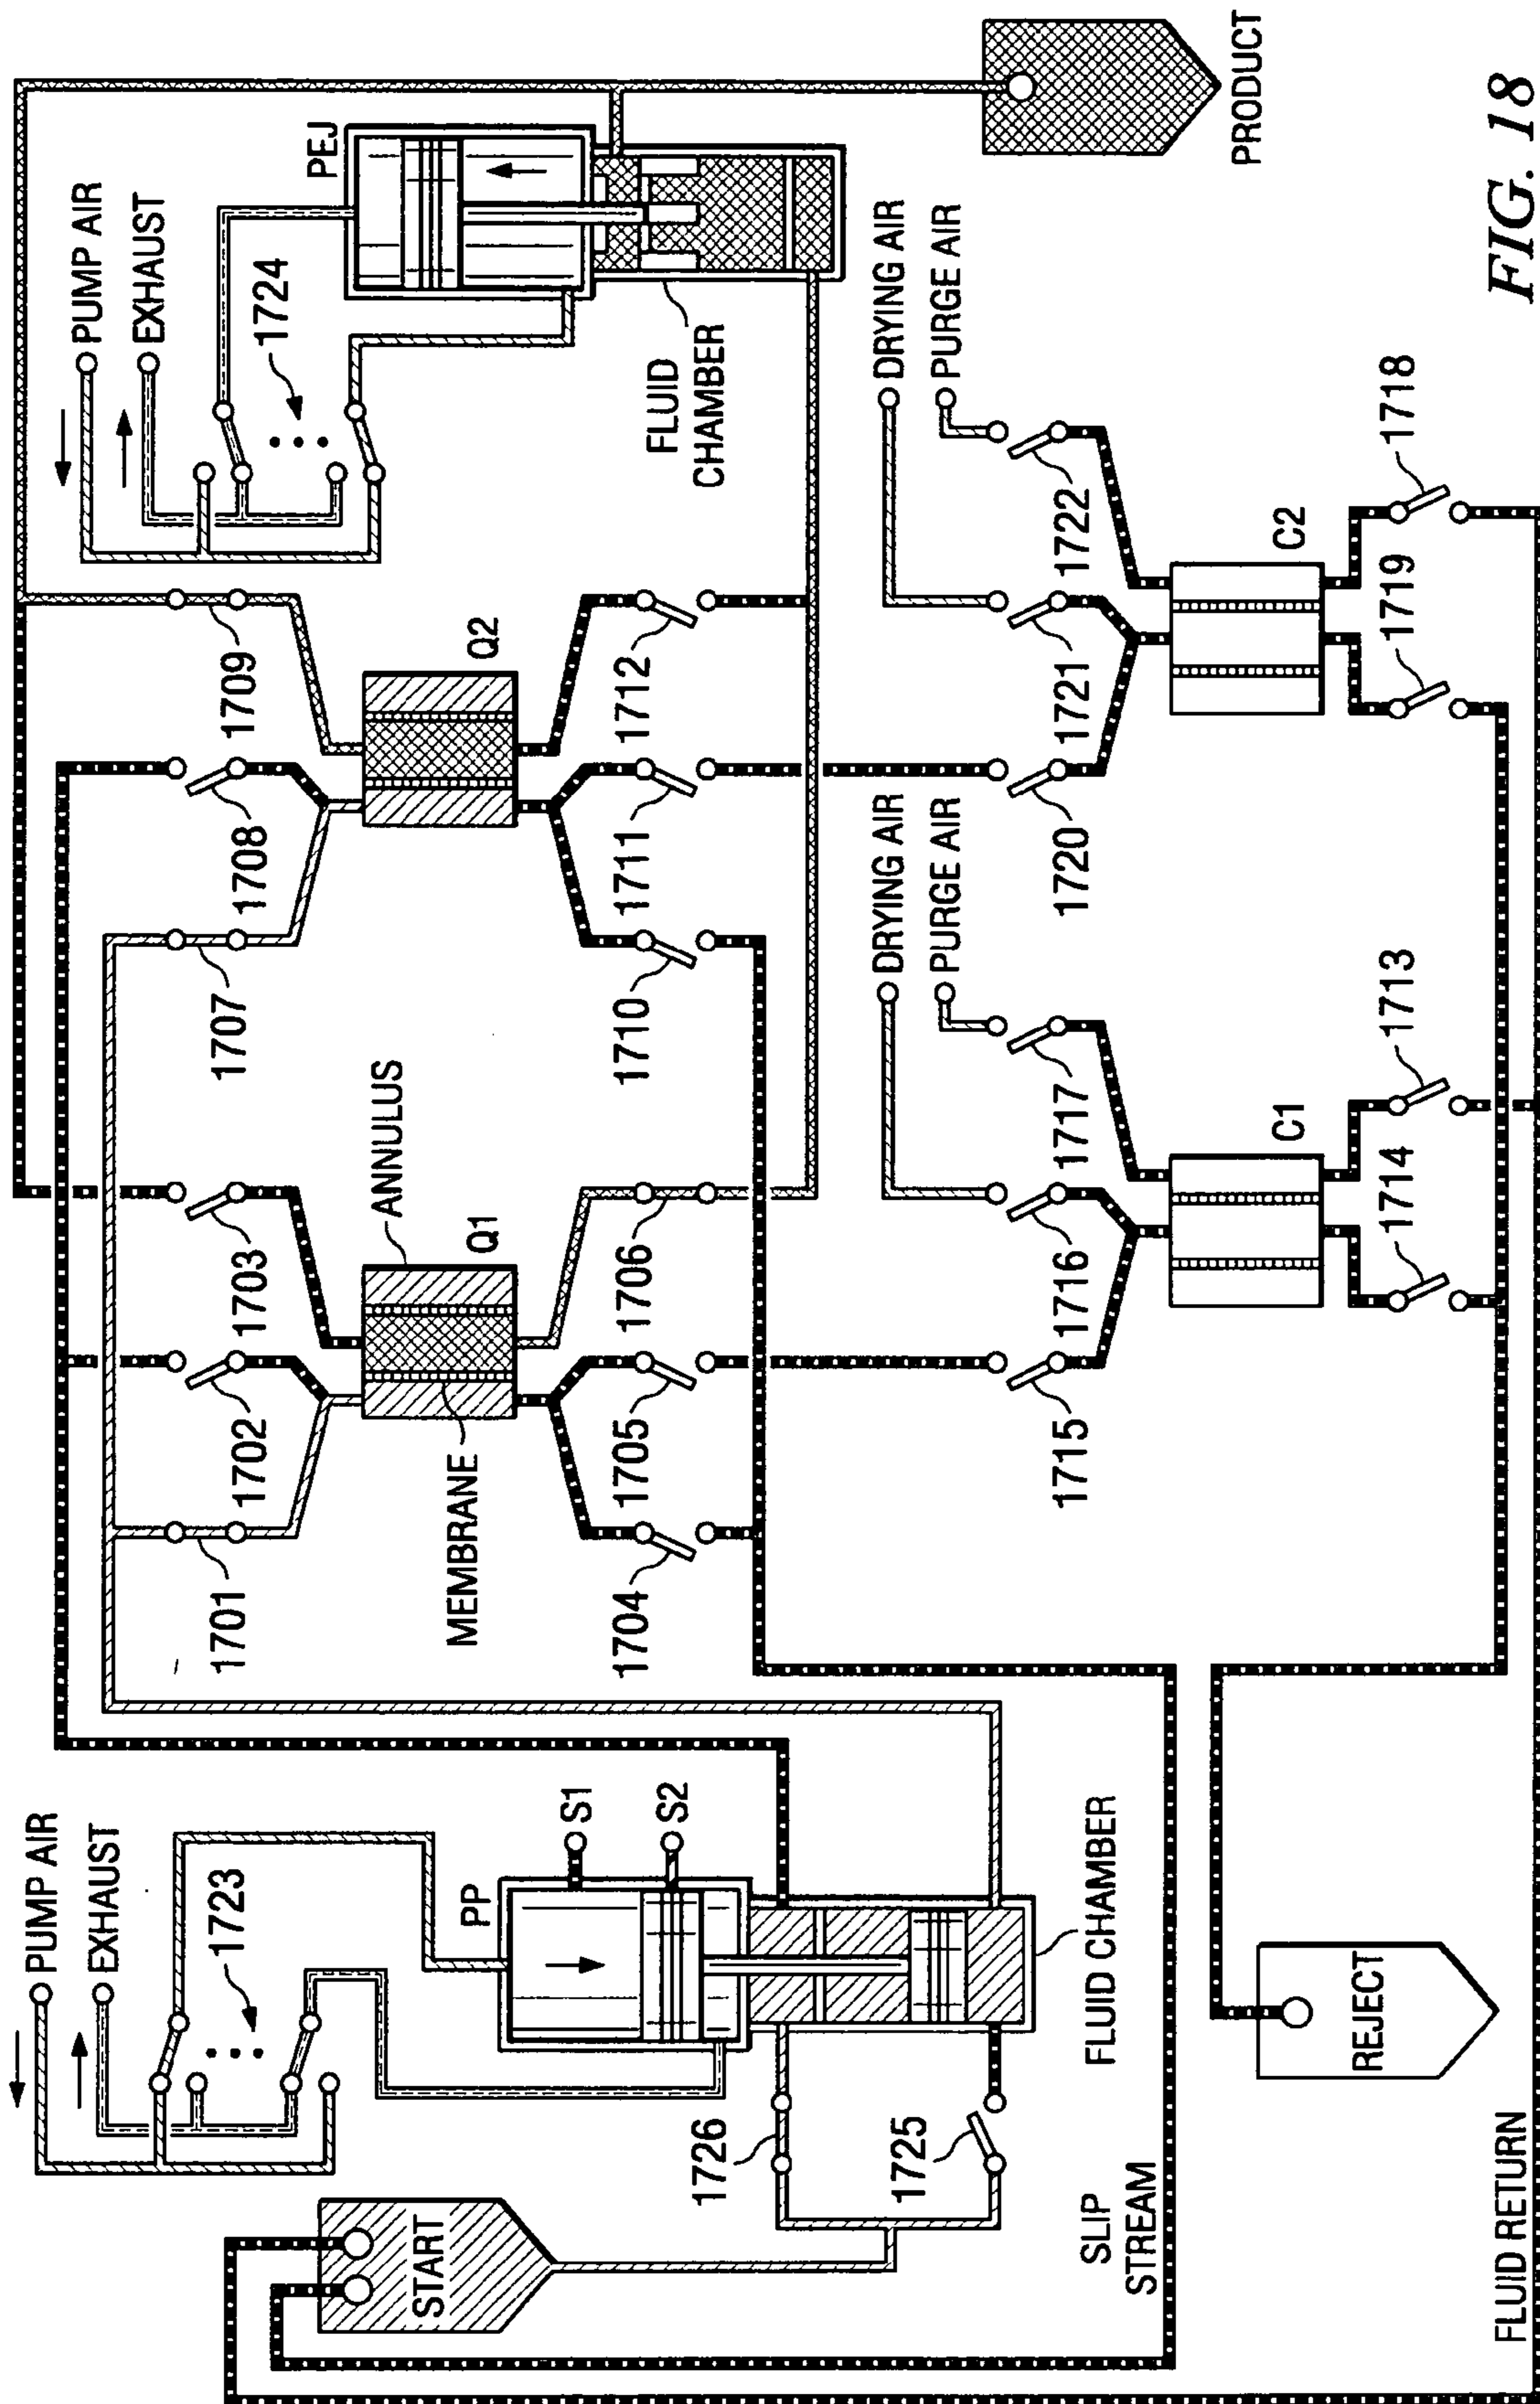 PUMP AIR
EXHAUST
1723
PP
S1
S2
FLUID CHAMBER
START
1726
1725
SLIP
STREAM
REJECT
FLUID RETURN
1701
1702
1703
ANNULUS
MEMBRANE
Q1
1704
1705
1706
1707
1708
1709
Q2
1710
1711
1712
PUMP AIR
EXHAUST
1724
PEJ
FLUID
CHAMBER
PRODUCT
DRYING AIR
PURGE AIR
1715
1716
1717
C1
1714
1713
DRYING AIR
PURGE AIR
1720
1721
1722
C2
1719
1718
FIG. 18